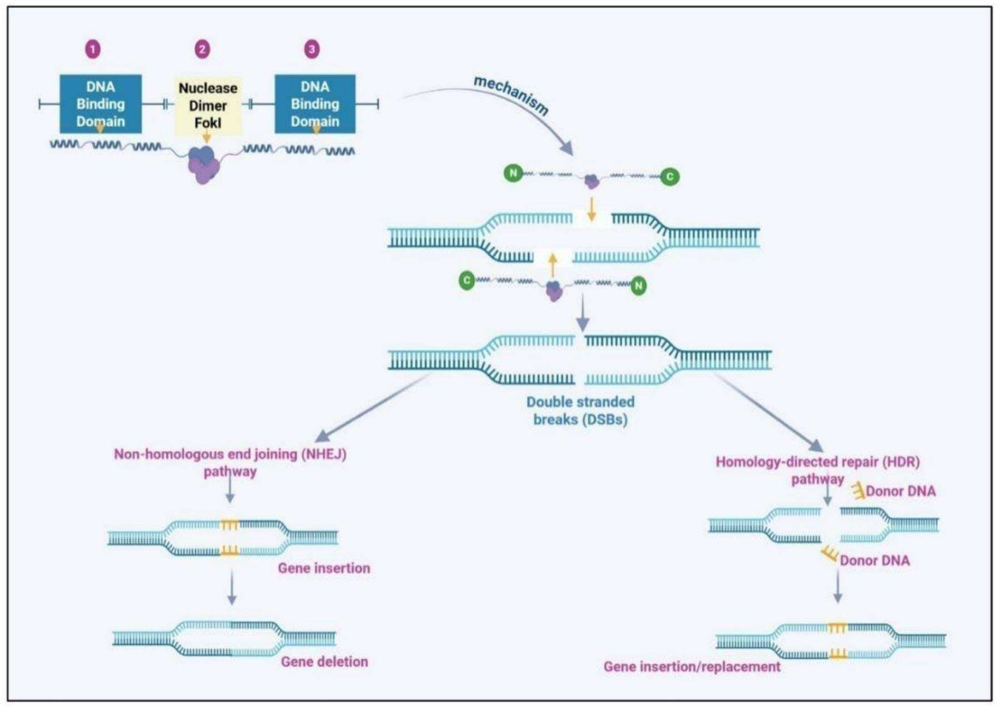 1
2
3
DNA
Binding
Domain
Nuclease
Dimer
FokI
DNA
Binding
Domain
mechanism
N
C
C
N
Double stranded
breaks (DSBs)
Non-homologous end joining (NHEJ)
pathway
Homology-directed repair (HDR)
pathway
Donor DNA
Donor DNA
Gene insertion
Gene deletion
Gene insertion/replacement